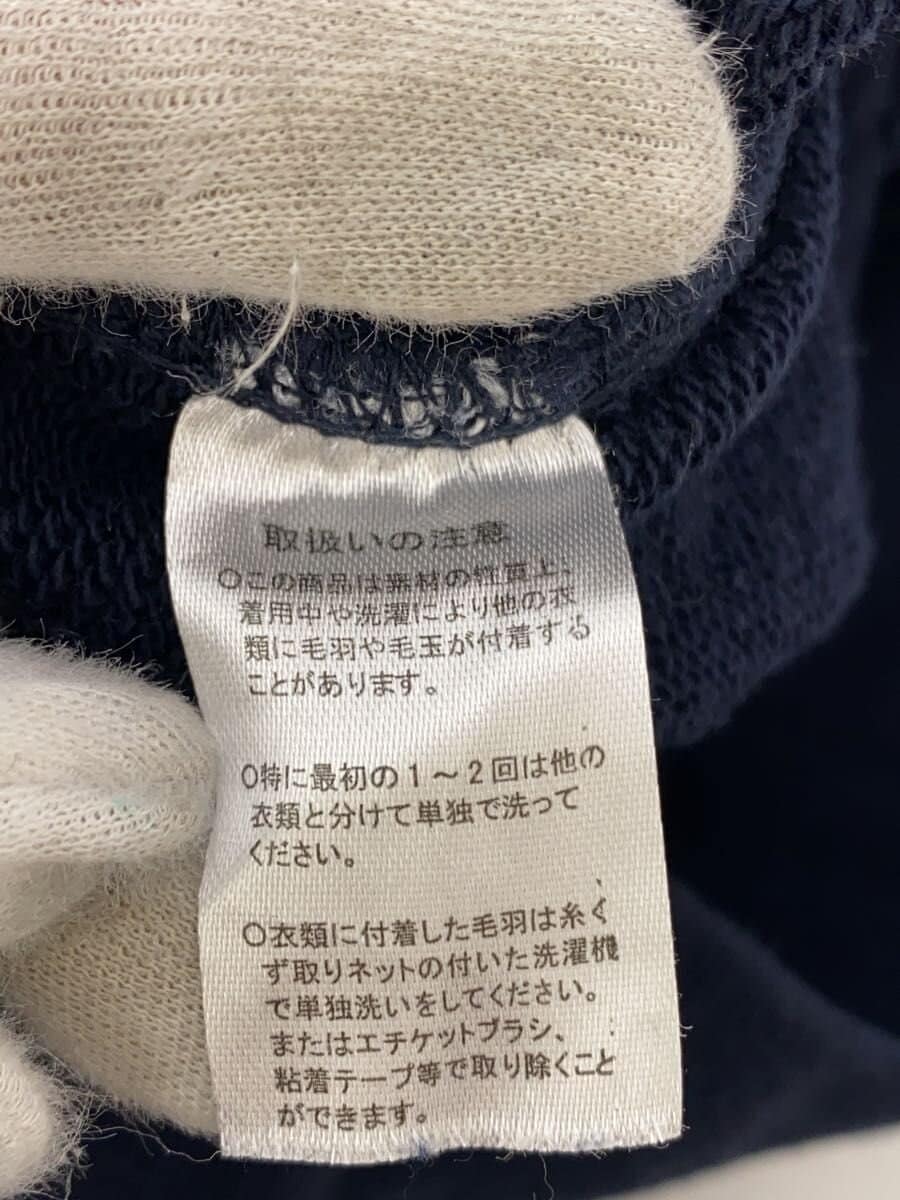 取扱いの注意
○この商品は素材の性質上、
着用中や洗濯により他の衣
類に毛羽や毛玉が付着する
ことがあります。
○特に最初の1～2回は他の
衣類と分けて単独で洗って
ください。
○衣類に付着した毛羽は糸く
ず取りネットの付いた洗濯機
で単独洗いをしてください。
またはエチケットブラシ、
粘着テープ等で取り除くこと
ができます。